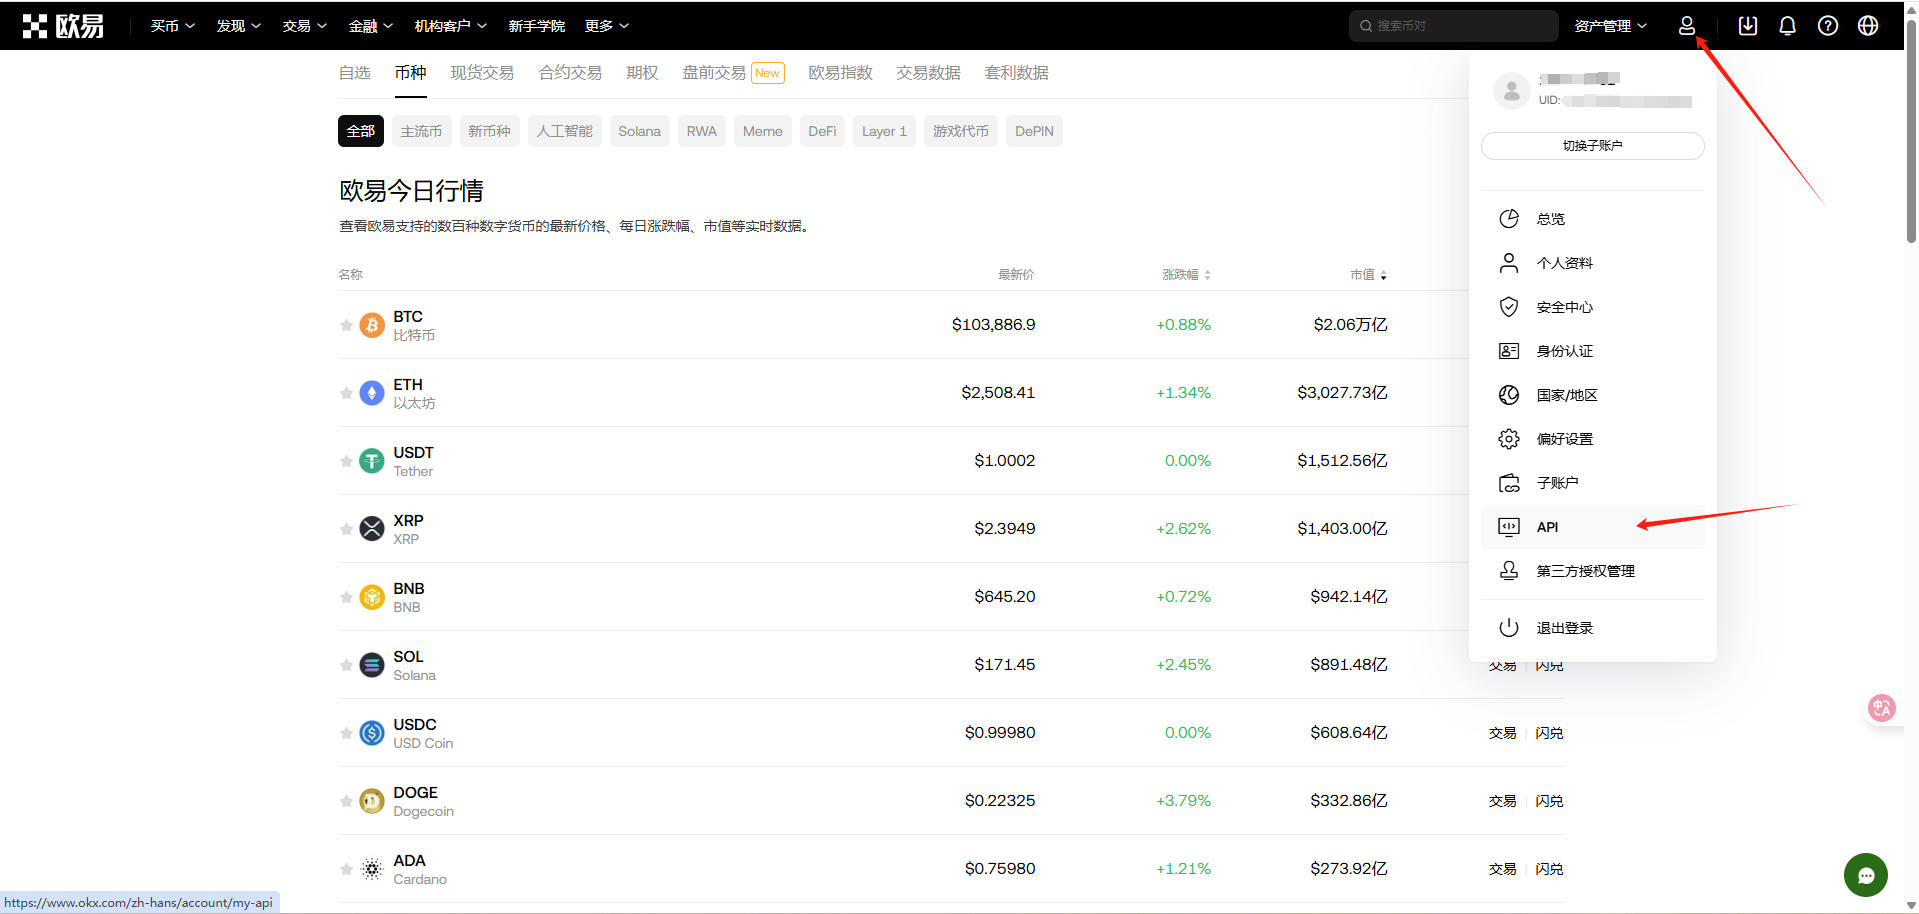 欧易
买币 发现 交易 金融 机构客户 新手学院 更多 搜索币对 资产管理
自选 币种 现货交易 合约交易 期权 盘前交易 New 欧易指数 交易数据 套利数据
全部 主流币 新币种 人工智能 Solana RWA Meme DeFi Layer 1 游戏代币 DePIN
欧易今日行情
查看欧易支持的数百种数字货币的最新价格、每日涨跌幅、市值等实时数据。
名称 最新价 涨跌幅 市值
BTC
比特币
$103,886.9 +0.88% $2.06万亿
ETH
以太坊
$2,508.41 +1.34% $3,027.73亿
USDT
Tether
$1.0002 0.00% $1,512.56亿
XRP
XRP
$2.3949 +2.62% $1,403.00亿
BNB
BNB
$645.20 +0.72% $942.14亿
SOL
Solana
$171.45 +2.45% $891.48亿 交易 闪兑
USDC
USD Coin
$0.99980 0.00% $608.64亿 交易 闪兑
DOGE
Dogecoin
$0.22325 +3.79% $332.86亿 交易 闪兑
ADA
Cardano
$0.75980 +1.21% $273.92亿 交易 闪兑
UID:
切换子账户
总览
个人资料
安全中心
身份认证
国家/地区
偏好设置
子账户
API
第三方授权管理
退出登录
中
A
https://www.okx.com/zh-hans/account/my-api